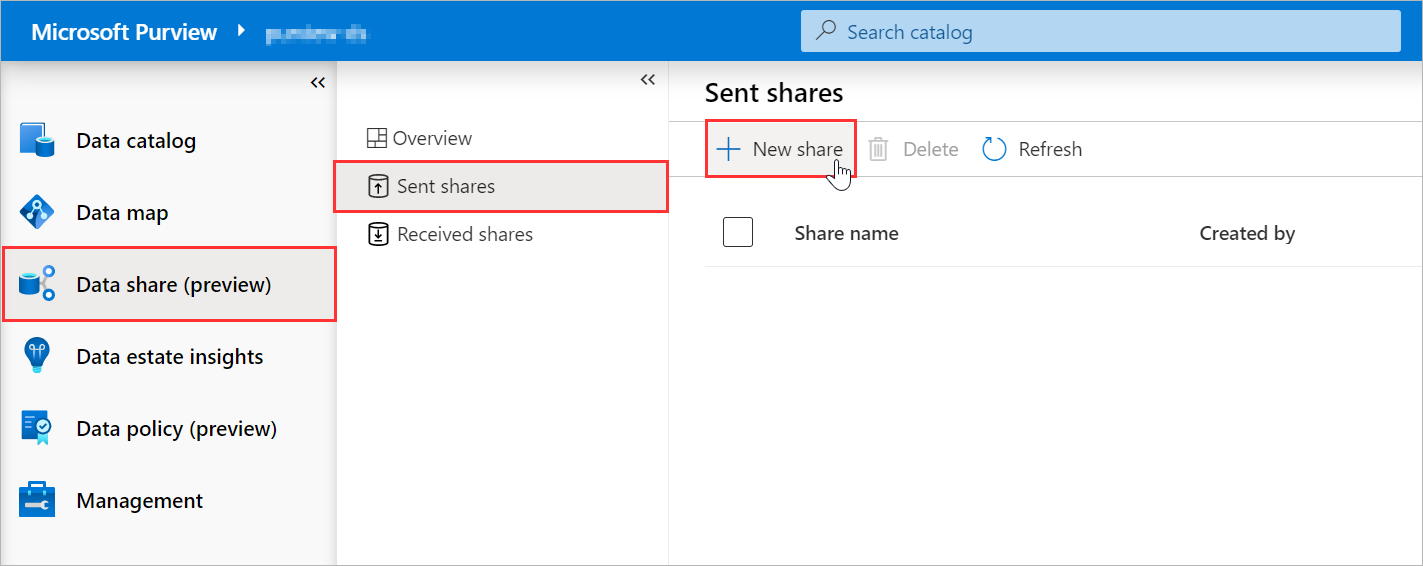 Microsoft Purview
Search catalog
Data catalog
Data map
Data share (preview)
Data estate insights
Data policy (preview)
Management
Overview
Sent shares
Received shares
Sent shares
New share
Delete
Refresh
Share name
Created by